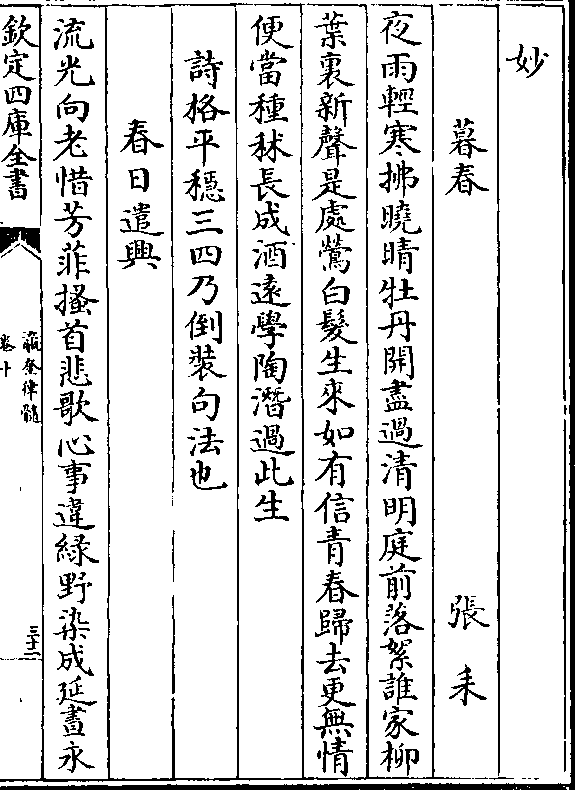 妙
暮春 張耒
夜雨輕寒拂曉晴牡丹開盡過清明庭前落絮誰家柳
葉裏新聲是處鶯白髮生來如有信青春歸去更無情
便當種秫長成酒遠學陶潛過此生
詩格平穩三四乃倒裝句法也
春日遣興
流光向老惜芳菲搔首悲歌心事違綠野染成延晝永
欽定四庫全書
瀛奎律髓
卷十
三十二